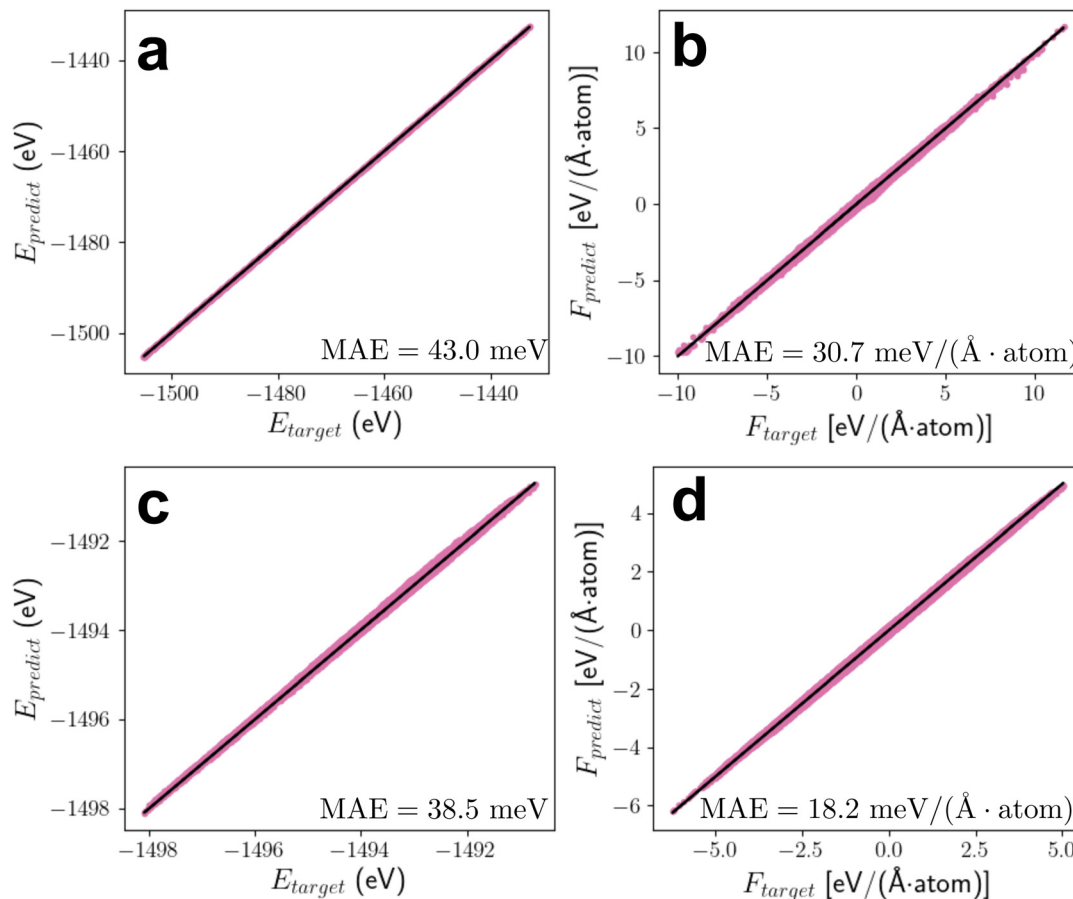 a
−1440
−1460
−1480
−1500
E_predict (eV)
MAE = 43.0 meV
−1500 −1480 −1460 −1440
E_target (eV)
b
10
5
0
−5
−10
F_predict [eV/(Å·atom)]
MAE = 30.7 meV/(Å · atom)
−10 −5 0 5 10
F_target [eV/(Å·atom)]
c
−1492
−1494
−1496
−1498
E_predict (eV)
MAE = 38.5 meV
−1498 −1496 −1494 −1492
E_target (eV)
d
4
2
0
−2
−4
−6
F_predict [eV/(Å·atom)]
MAE = 18.2 meV/(Å · atom)
−5.0 −2.5 0.0 2.5 5.0
F_target [eV/(Å·atom)]